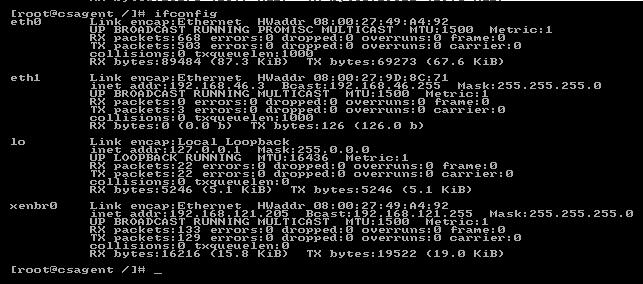 [root@csagent /]# ifconfig
eth0      Link encap:Ethernet  HWaddr 08:00:27:49:A4:92
          UP BROADCAST RUNNING PROMISC MULTICAST  MTU:1500  Metric:1
          RX packets:668 errors:0 dropped:0 overruns:0 frame:0
          TX packets:503 errors:0 dropped:0 overruns:0 carrier:0
          collisions:0 txqueuelen:1000
          RX bytes:89484 (87.3 KiB)  TX bytes:69273 (67.6 KiB)
eth1      Link encap:Ethernet  HWaddr 08:00:27:9D:8C:71
          inet addr:192.168.46.3  Bcast:192.168.46.255  Mask:255.255.255.0
          UP BROADCAST RUNNING MULTICAST  MTU:1500  Metric:1
          RX packets:0 errors:0 dropped:0 overruns:0 frame:0
          TX packets:3 errors:0 dropped:0 overruns:0 carrier:0
          collisions:0 txqueuelen:1000
          RX bytes:0 (0.0 b)  TX bytes:126 (126.0 b)
lo        Link encap:Local Loopback
          inet addr:127.0.0.1  Mask:255.0.0.0
          UP LOOPBACK RUNNING  MTU:16436  Metric:1
          RX packets:22 errors:0 dropped:0 overruns:0 frame:0
          TX packets:22 errors:0 dropped:0 overruns:0 carrier:0
          collisions:0 txqueuelen:0
          RX bytes:5246 (5.1 KiB)  TX bytes:5246 (5.1 KiB)
xenbr0    Link encap:Ethernet  HWaddr 08:00:27:49:A4:92
          inet addr:192.168.121.205  Bcast:192.168.121.255  Mask:255.255.255.0
          UP BROADCAST RUNNING MULTICAST  MTU:1500  Metric:1
          RX packets:133 errors:0 dropped:0 overruns:0 frame:0
          TX packets:129 errors:0 dropped:0 overruns:0 carrier:0
          collisions:0 txqueuelen:0
          RX bytes:16216 (15.8 KiB)  TX bytes:19522 (19.0 KiB)
[root@csagent /]# _